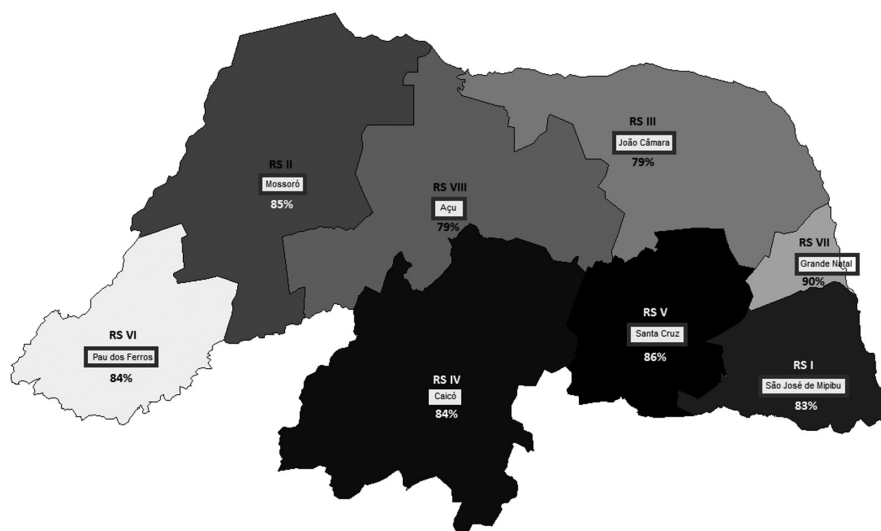 RS III
João Câmara
79%
RS II
Mossoró
85%
RS VIII
Açu
79%
RS VII
Grande Natal
90%
RS V
Santa Cruz
86%
RS VI
Pau dos Ferros
84%
RS I
São José de Mipibu
83%
RS IV
Caicó
84%